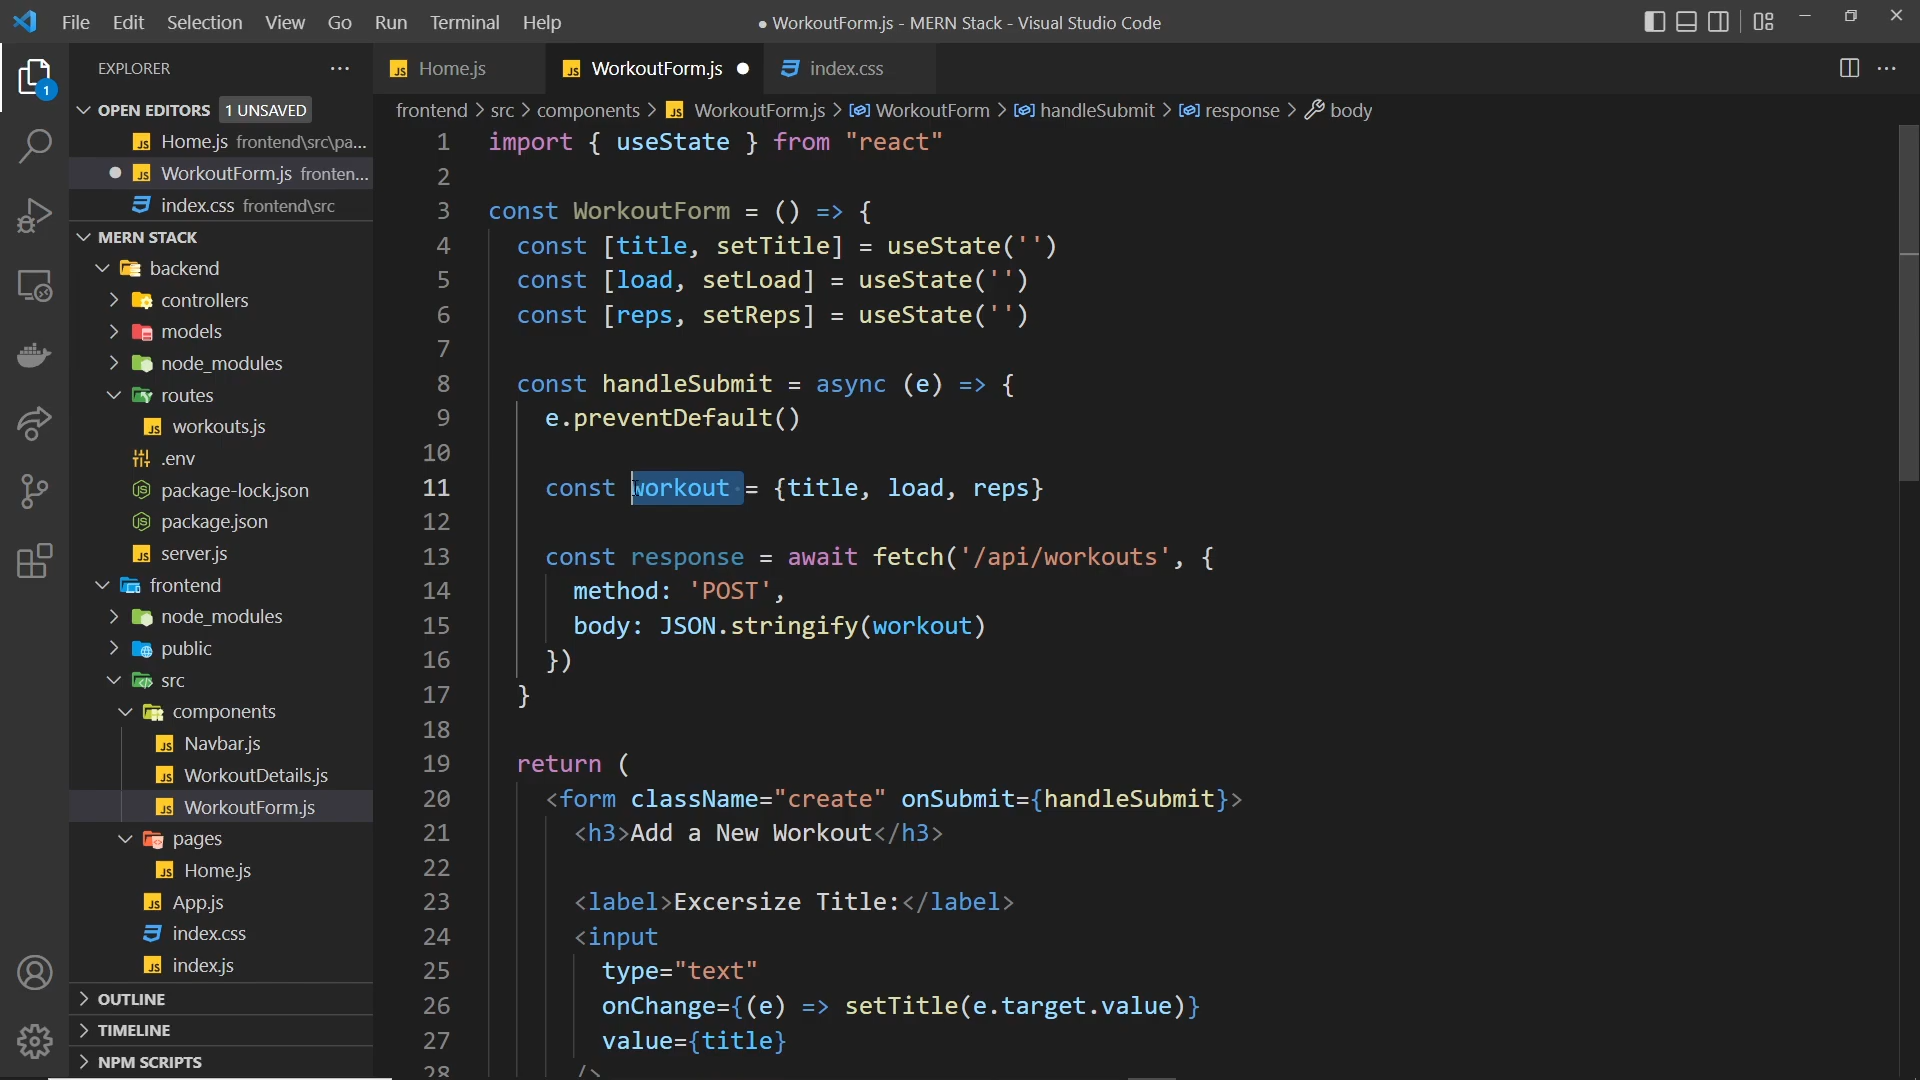 File Edit Selection View Go Run Terminal Help
● WorkoutForm.js - MERN Stack - Visual Studio Code
EXPLORER
1
OPEN EDITORS 1 UNSAVED
Home.js frontend\src\pa...
WorkoutForm.js fronten...
index.css frontend\src
MERN STACK
backend
controllers
models
node_modules
routes
workouts.js
.env
package-lock.json
package.json
server.js
frontend
node_modules
public
src
components
Navbar.js
WorkoutDetails.js
WorkoutForm.js
pages
Home.js
App.js
index.css
index.js
OUTLINE
TIMELINE
NPM SCRIPTS
Home.js WorkoutForm.js index.css
frontend > src > components > WorkoutForm.js > WorkoutForm > handleSubmit > response > body
1 import { useState } from "react"
2
3 const WorkoutForm = () => {
4 const [title, setTitle] = useState('')
5 const [load, setLoad] = useState('')
6 const [reps, setReps] = useState('')
7
8 const handleSubmit = async (e) => {
9 e.preventDefault()
10
11 const workout = {title, load, reps}
12
13 const response = await fetch('/api/workouts', {
14 method: 'POST',
15 body: JSON.stringify(workout)
16 })
17 }
18
19 return (
20 <form className="create" onSubmit={handleSubmit}>
21 <h3>Add a New Workout</h3>
22
23 <label>Excersize Title:</label>
24 <input
25 type="text"
26 onChange={(e) => setTitle(e.target.value)}
27 value={title}
28 />